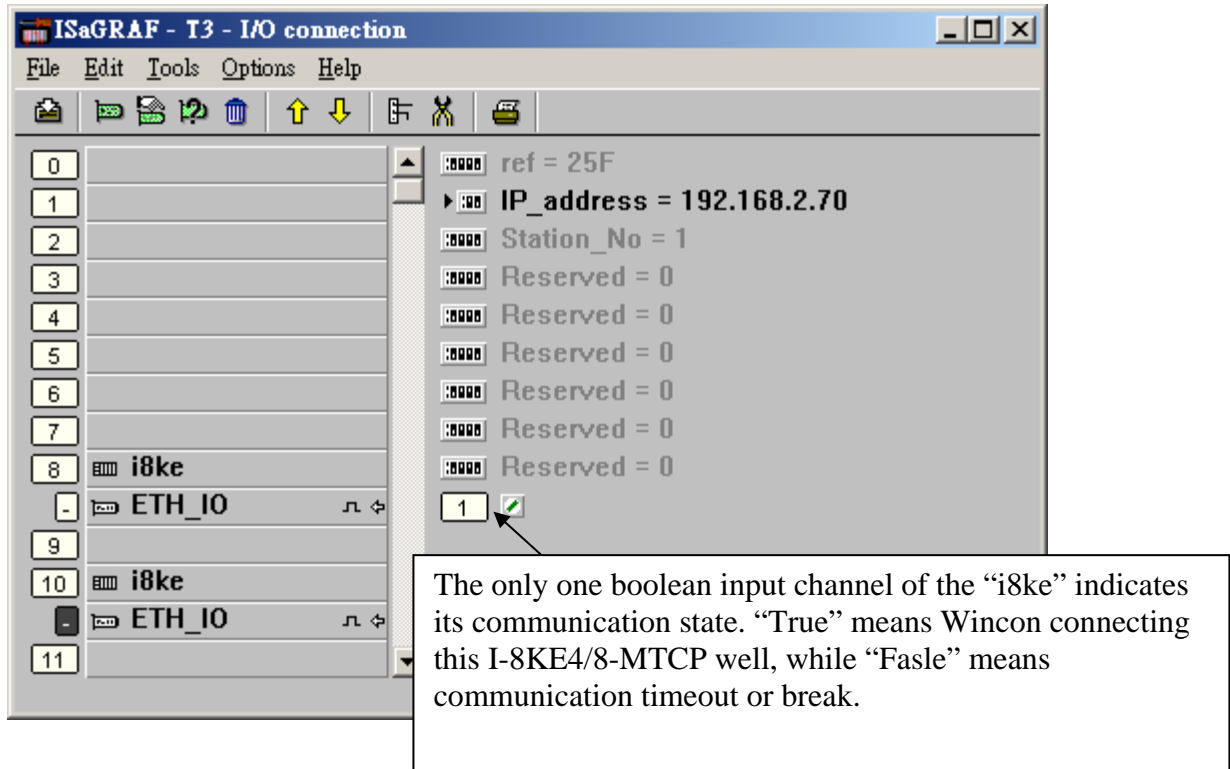 ISaGRAF - T3 - I/O connection
File Edit Tools Options Help
0
1
2
3
4
5
6
7
8 i8ke
- ETH_IO
9
10 i8ke
- ETH_IO
11
ref = 25F
IP_address = 192.168.2.70
Station_No = 1
Reserved = 0
Reserved = 0
Reserved = 0
Reserved = 0
Reserved = 0
Reserved = 0
1
The only one boolean input channel of the “i8ke” indicates
its communication state. “True” means Wincon connecting
this I-8KE4/8-MTCP well, while “Fasle” means
communication timeout or break.